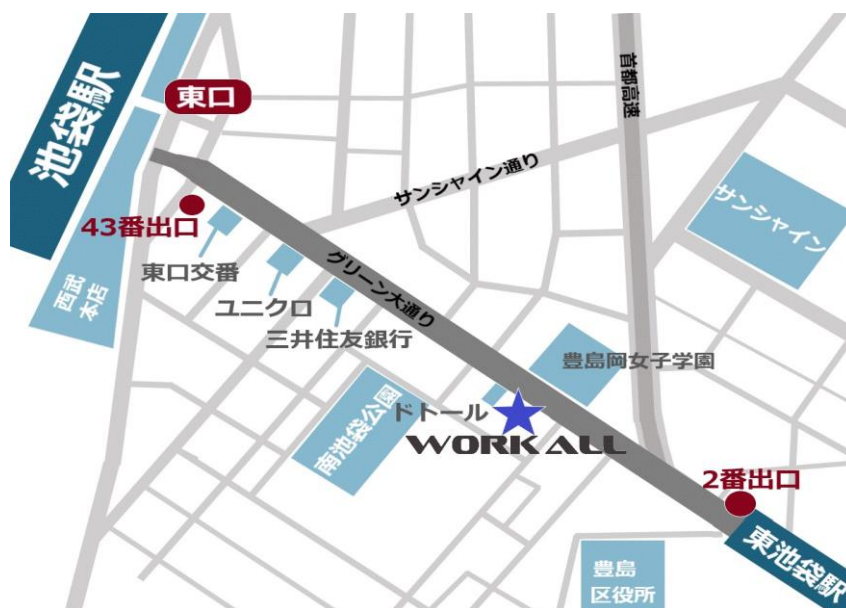 池袋駅
東口
首都高速
サンシャイン通り
サンシャイン
43番出口
東口交番
西武
本店
ユニクロ
グリーン大通り
三井住友銀行
豊島岡女子学園
南池袋公園
ドトール
WORK ALL
2番出口
東池袋駅
豊島
区役所